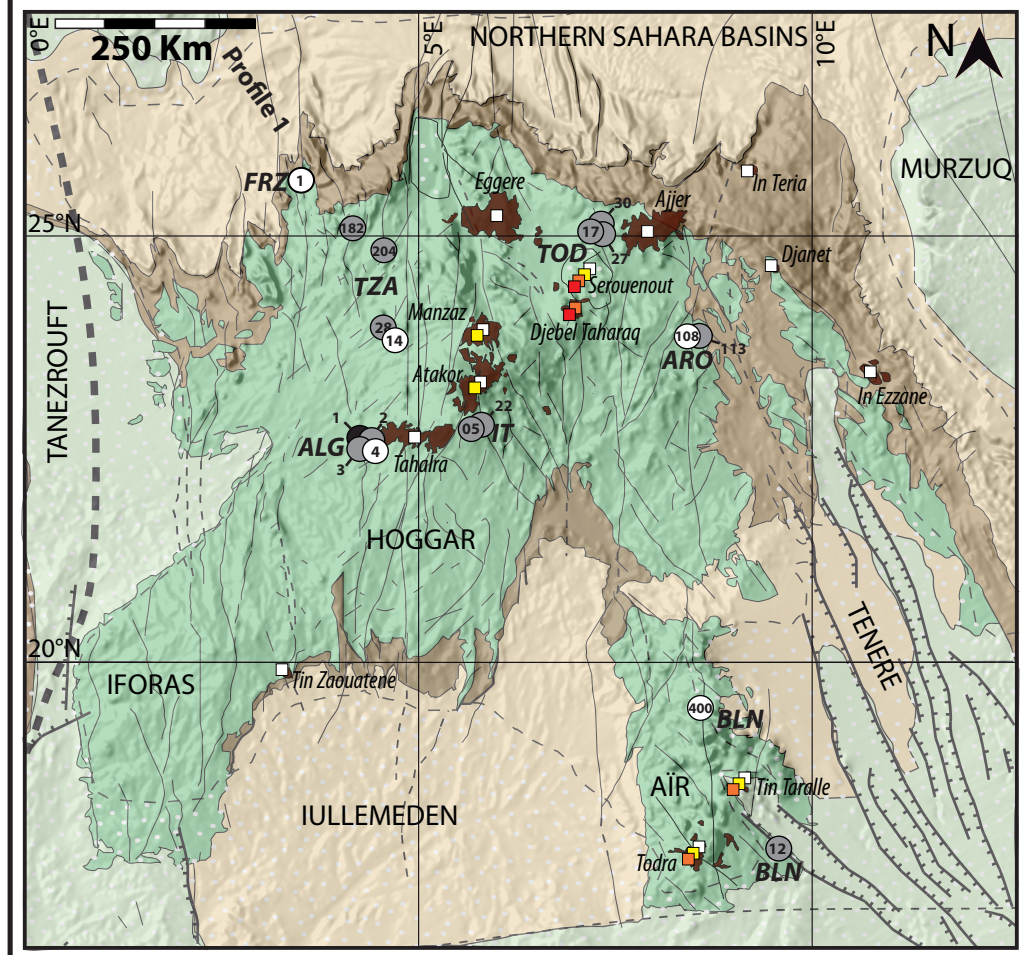 0°E
250 Km
Profile 1
5°E
NORTHERN SAHARA BASINS
10°E
N
MURZUQ
FRZ
1
In Teria
Eggere
Ajjer
30
25°N
182
17
204
TOD
27
Djanet
TZA
Serouenout
Manzaz
28
14
Djebel Taharaq
108
113
ARO
TANEZROUFT
Atakor
In Ezzane
22
05
IT
1
2
ALG
4
3
Tahalra
HOGGAR
TENERE
20°N
Tin Zaouatene
IFORAS
400
BLN
AÏR
Tin Taralle
IULLEMEDEN
12
Todra
BLN